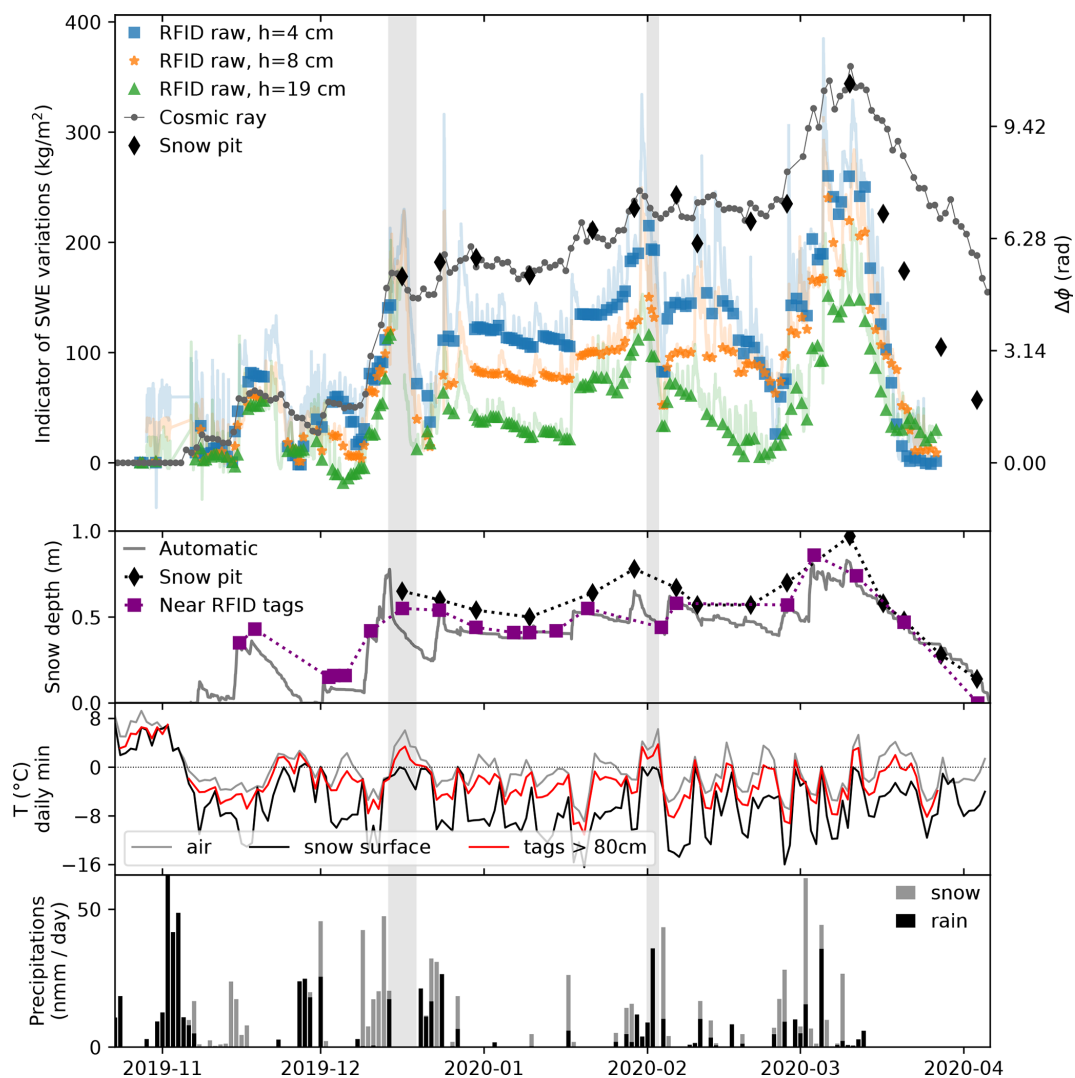 400
300
200
100
0
Indicator of SWE variations (kg/m²)
RFID raw, h=4 cm
RFID raw, h=8 cm
RFID raw, h=19 cm
Cosmic ray
Snow pit
9.42
6.28
3.14
0.00
Δϕ (rad)
1.0
0.5
0.0
Snow depth (m)
Automatic
Snow pit
Near RFID tags
8
0
−8
−16
T (°C)
daily min
air
snow surface
tags > 80cm
50
0
Precipitations
(nmm / day)
snow
rain
2019-11
2019-12
2020-01
2020-02
2020-03
2020-04